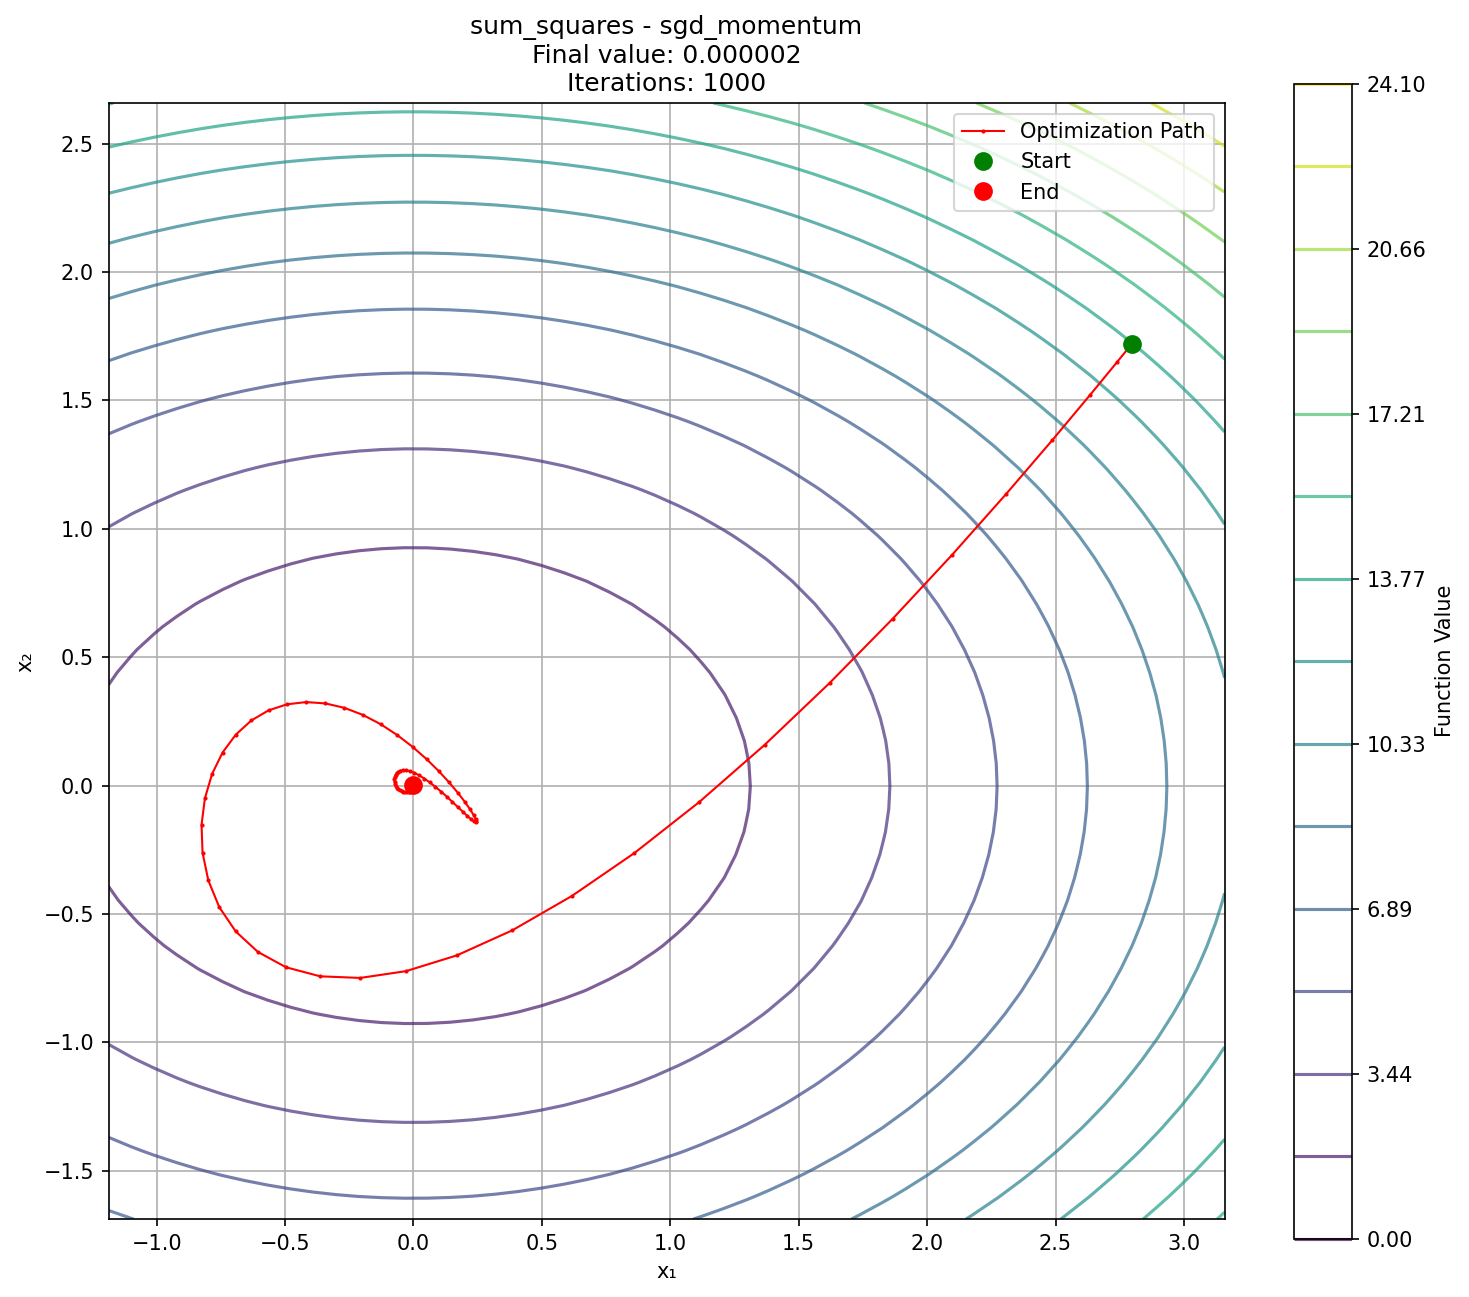 sum_squares - sgd_momentum
Final value: 0.000002
Iterations: 1000
Optimization Path
Start
End
x₂
2.5
2.0
1.5
1.0
0.5
0.0
−0.5
−1.0
−1.5
−1.0
−0.5
0.0
0.5
1.0
1.5
2.0
2.5
3.0
x₁
24.10
20.66
17.21
13.77
10.33
6.89
3.44
0.00
Function Value